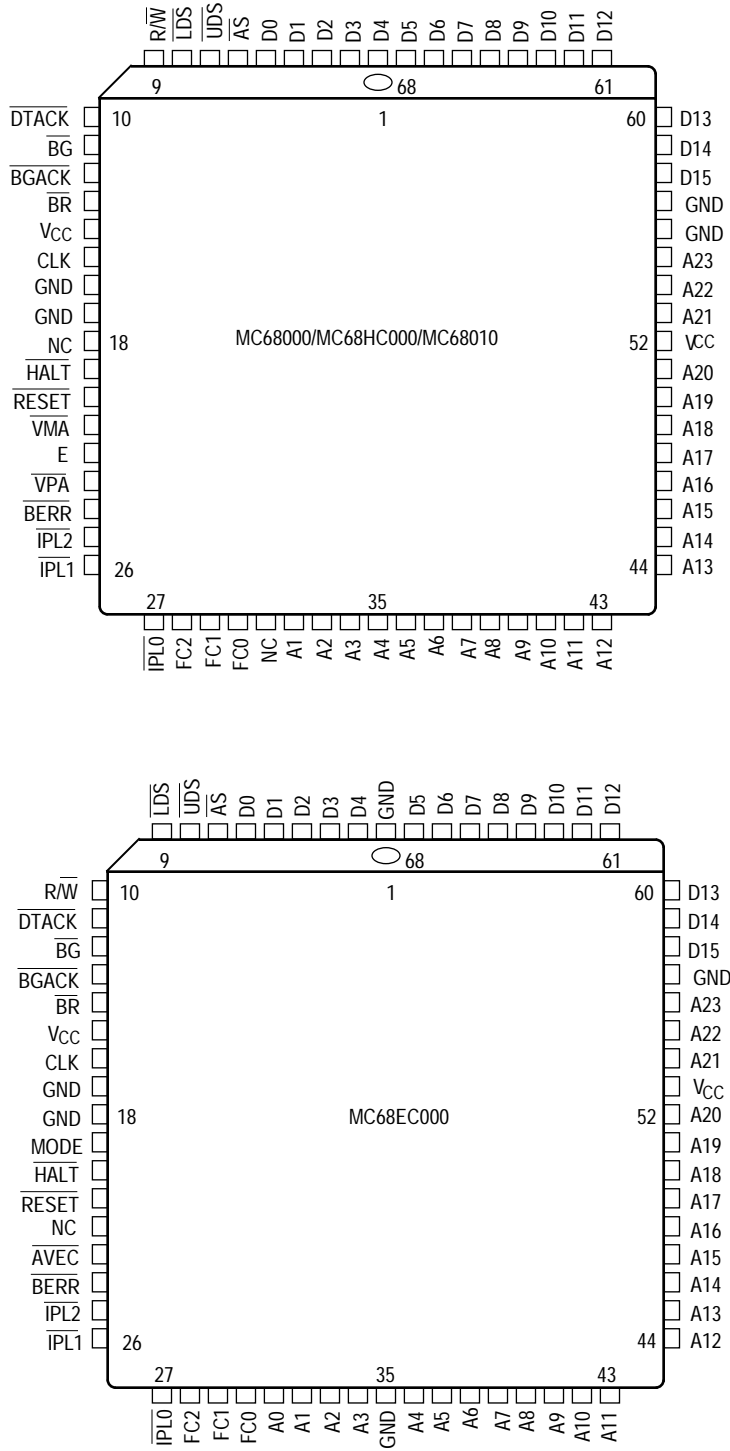 R/W LDS UDS AS D0 D1 D2 D3 D4 D5 D6 D7 D8 D9 D10 D11 D12
9 68 61
DTACK 10 1 60 D13
BG D14
BGACK D15
BR GND
VCC GND
CLK A23
GND A22
GND A21
NC 18 MC68000/MC68HC000/MC68010 52 VCC
HALT A20
RESET A19
VMA A18
E A17
VPA A16
BERR A15
IPL2 A14
IPL1 26 44 A13
27 35 43
IPL0 FC2 FC1 FC0 NC A1 A2 A3 A4 A5 A6 A7 A8 A9 A10 A11 A12
LDS UDS AS D0 D1 D2 D3 D4 GND D5 D6 D7 D8 D9 D10 D11 D12
9 68 61
R/W 10 1 60 D13
DTACK D14
BG D15
BGACK GND
BR A23
VCC A22
CLK A21
GND VCC
GND 18 MC68EC000 52 A20
MODE A19
HALT A18
RESET A17
NC A16
AVEC A15
BERR A14
IPL2 A13
IPL1 26 44 A12
27 35 43
IPL0 FC2 FC1 FC0 A0 A1 A2 A3 GND A4 A5 A6 A7 A8 A9 A10 A11